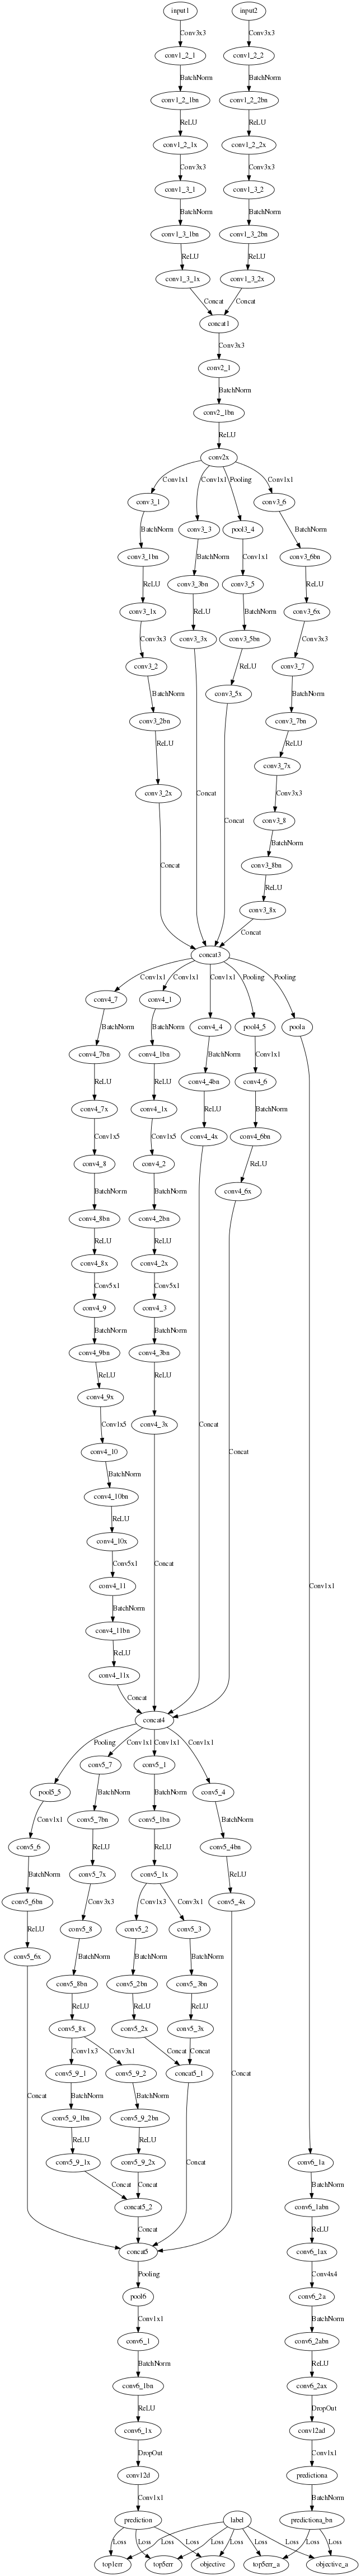 input1 input2
Conv3x3 Conv3x3
conv1_2_1 conv1_2_2
BatchNorm BatchNorm
conv1_2_1bn conv1_2_2bn
ReLU ReLU
conv1_2_1x conv1_2_2x
Conv3x3 Conv3x3
conv1_3_1 conv1_3_2
BatchNorm BatchNorm
conv1_3_1bn conv1_3_2bn
ReLU ReLU
conv1_3_1x conv1_3_2x
Concat Concat
concat1
Conv3x3
conv2_1
BatchNorm
conv2_1bn
ReLU
conv2x
Conv1x1 Conv1x1 Pooling Conv1x1
conv3_1 conv3_3 pool3_4 conv3_6
BatchNorm BatchNorm Conv1x1 BatchNorm
conv3_1bn conv3_3bn conv3_5 conv3_6bn
ReLU ReLU BatchNorm ReLU
conv3_1x conv3_3x conv3_5bn conv3_6x
Conv3x3 ReLU Conv3x3
conv3_2 conv3_5x conv3_7
BatchNorm BatchNorm
conv3_2bn conv3_7bn
ReLU ReLU
conv3_7x
Conv3x3
conv3_2x Concat Concat conv3_8
BatchNorm
conv3_8bn
Concat ReLU
conv3_8x
Concat
concat3
Conv1x1 Conv1x1 Conv1x1 Pooling Pooling
conv4_7 conv4_1 conv4_4 pool4_5 poola
BatchNorm BatchNorm BatchNorm Conv1x1
conv4_7bn conv4_1bn conv4_4bn conv4_6
ReLU ReLU ReLU BatchNorm
conv4_7x conv4_1x conv4_4x conv4_6bn
Conv1x5 Conv1x5 ReLU
conv4_8 conv4_2 conv4_6x
BatchNorm BatchNorm
conv4_8bn conv4_2bn
ReLU ReLU
conv4_8x conv4_2x
Conv5x1 Conv5x1
conv4_9 conv4_3
BatchNorm BatchNorm
conv4_9bn conv4_3bn
ReLU ReLU
conv4_9x conv4_3x
Conv1x5 Concat Concat Conv1x1
conv4_10
BatchNorm
conv4_10bn
ReLU
conv4_10x
Conv5x1 Concat
conv4_11
BatchNorm
conv4_11bn
ReLU
conv4_11x
Concat
concat4
Pooling Conv1x1 Conv1x1 Conv1x1
pool5_5 conv5_7 conv5_1 conv5_4
Conv1x1 BatchNorm BatchNorm BatchNorm
conv5_6 conv5_7bn conv5_1bn conv5_4bn
BatchNorm ReLU ReLU ReLU
conv5_6bn conv5_7x conv5_1x conv5_4x
ReLU Conv3x3 Conv1x3 Conv3x1
conv5_6x conv5_8 conv5_2 conv5_3
BatchNorm BatchNorm BatchNorm
conv5_8bn conv5_2bn conv5_3bn
ReLU ReLU ReLU
conv5_8x conv5_2x conv5_3x
Conv1x3 Conv3x1 Concat Concat
Concat conv5_9_1 conv5_9_2 concat5_1 Concat
BatchNorm BatchNorm
conv5_9_1bn conv5_9_2bn
ReLU ReLU
conv5_9_1x conv5_9_2x Concat conv6_1a
Concat Concat BatchNorm
concat5_2 conv6_1abn
Concat ReLU
concat5 conv6_1ax
Pooling Conv4x4
pool6 conv6_2a
Conv1x1 BatchNorm
conv6_1 conv6_2abn
BatchNorm ReLU
conv6_1bn conv6_2ax
ReLU DropOut
conv6_1x conv12ad
DropOut Conv1x1
conv12d predictiona
Conv1x1 BatchNorm
prediction label predictiona_bn
Loss Loss Loss Loss Loss Loss Loss Loss Loss Loss
top1err top5err objective top5err_a objective_a